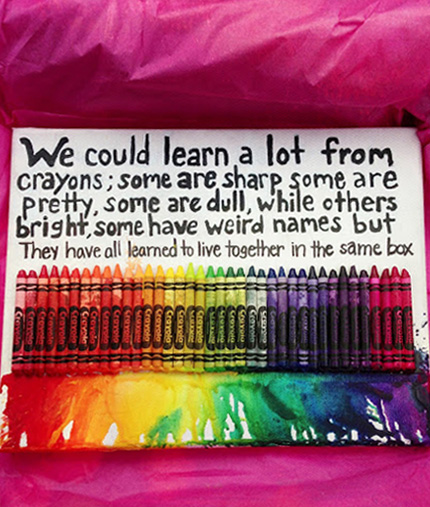 We could learn a lot from
crayons; some are sharp some are
pretty, some are dull, while others
bright, some have weird names but
They have all learned to live together in the same box